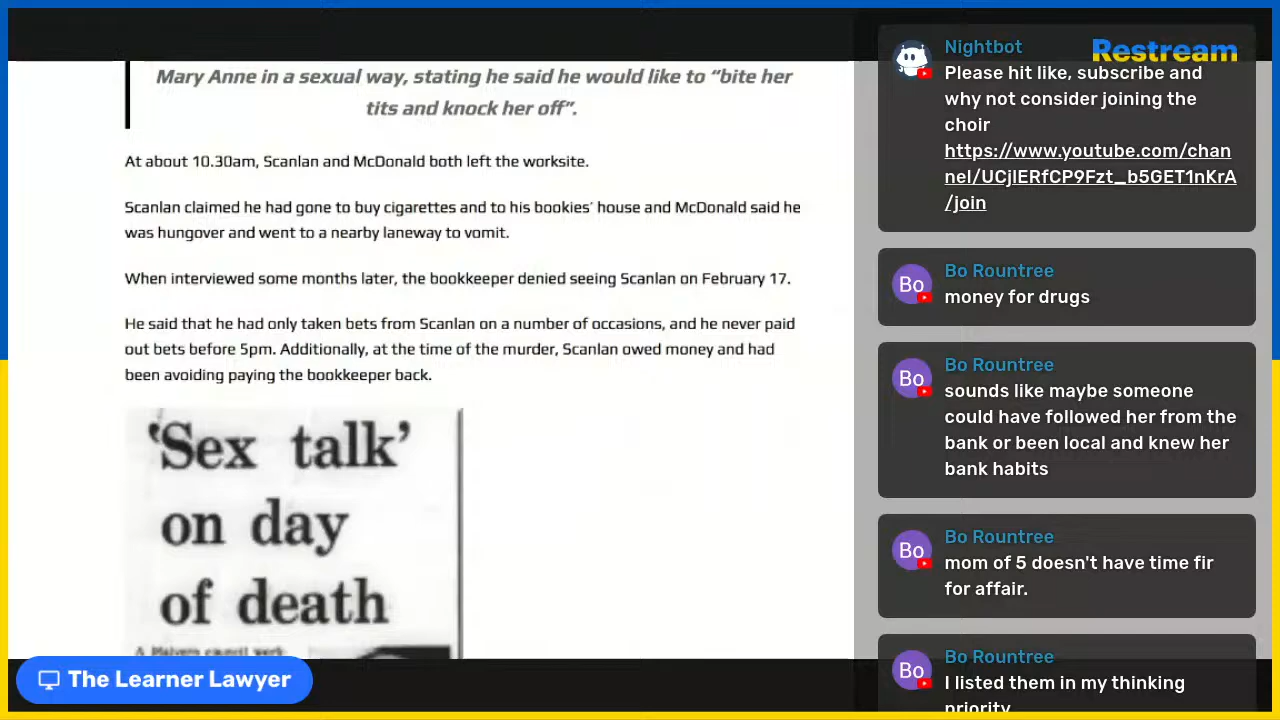 Mary Anne in a sexual way, stating he said he would like to “bite her
tits and knock her off”.
At about 10.30am, Scanlan and McDonald both left the worksite.
Scanlan claimed he had gone to buy cigarettes and to his bookies’ house and McDonald said he
was hungover and went to a nearby laneway to vomit.
When interviewed some months later, the bookkeeper denied seeing Scanlan on February 17.
He said that he had only taken bets from Scanlan on a number of occasions, and he never paid
out bets before 5pm. Additionally, at the time of the murder, Scanlan owed money and had
been avoiding paying the bookkeeper back.
‘Sex talk’
on day
of death
A Malvern council work-
The Learner Lawyer
Restream
Nightbot
Please hit like, subscribe and
why not consider joining the
choir
https://www.youtube.com/chan
nel/UCjlERfCP9Fzt_b5GET1nKrA
/join
Bo
Bo Rountree
money for drugs
Bo
Bo Rountree
sounds like maybe someone
could have followed her from the
bank or been local and knew her
bank habits
Bo
Bo Rountree
mom of 5 doesn't have time fir
for affair.
Bo
Bo Rountree
I listed them in my thinking
priority